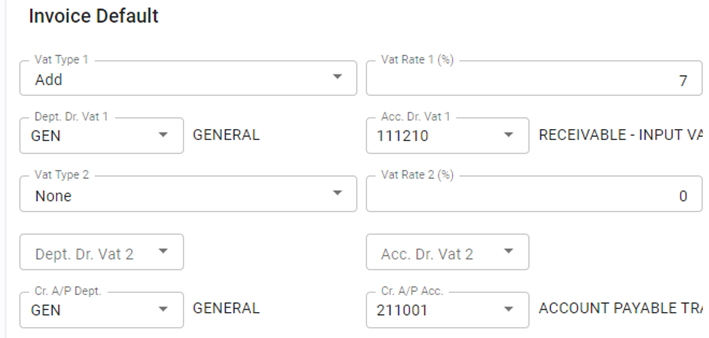 Invoice Default
Vat Type 1
Vat Rate 1 (%)
Add
7
Dept. Dr. Vat 1
Acc. Dr. Vat 1
GEN GENERAL
111210 RECEIVABLE - INPUT VA
Vat Type 2
Vat Rate 2 (%)
None
0
Dept. Dr. Vat 2
Acc. Dr. Vat 2
Cr. A/P Dept.
Cr. A/P Acc.
GEN GENERAL
211001 ACCOUNT PAYABLE TRA